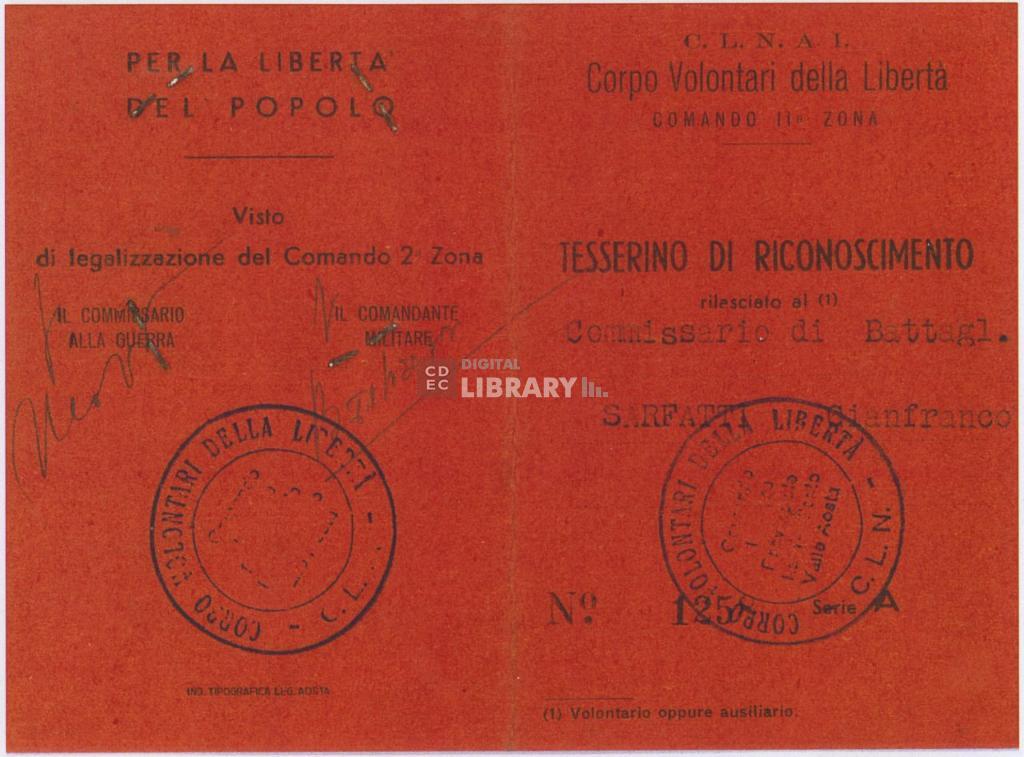 PER LA LIBERTA'
DEL POPOLO
Visto
di legalizzazione del Comando 2ª Zona
IL COMMISSARIO
ALLA GUERRA
IL COMANDANTE
MILITARE
CORPO VOLONTARI DELLA LIBERTÀ - C. L.
IND. TIPOGRAFICA LEG. AOSTA
C. L. N. A. I.
Corpo Volontari della Libertà
COMANDO IIª ZONA
TESSERINO DI RICONOSCIMENTO
rilasciato al (1)
Commissario di Battagl.
SARFATTI Gianfranco
CORPO VOLONTARI DELLA LIBERTÀ - C. L. N.
Valle Aosta
Nº. Serie A
(1) Volontario oppure ausiliario.
CDEC DIGITAL LIBRARY